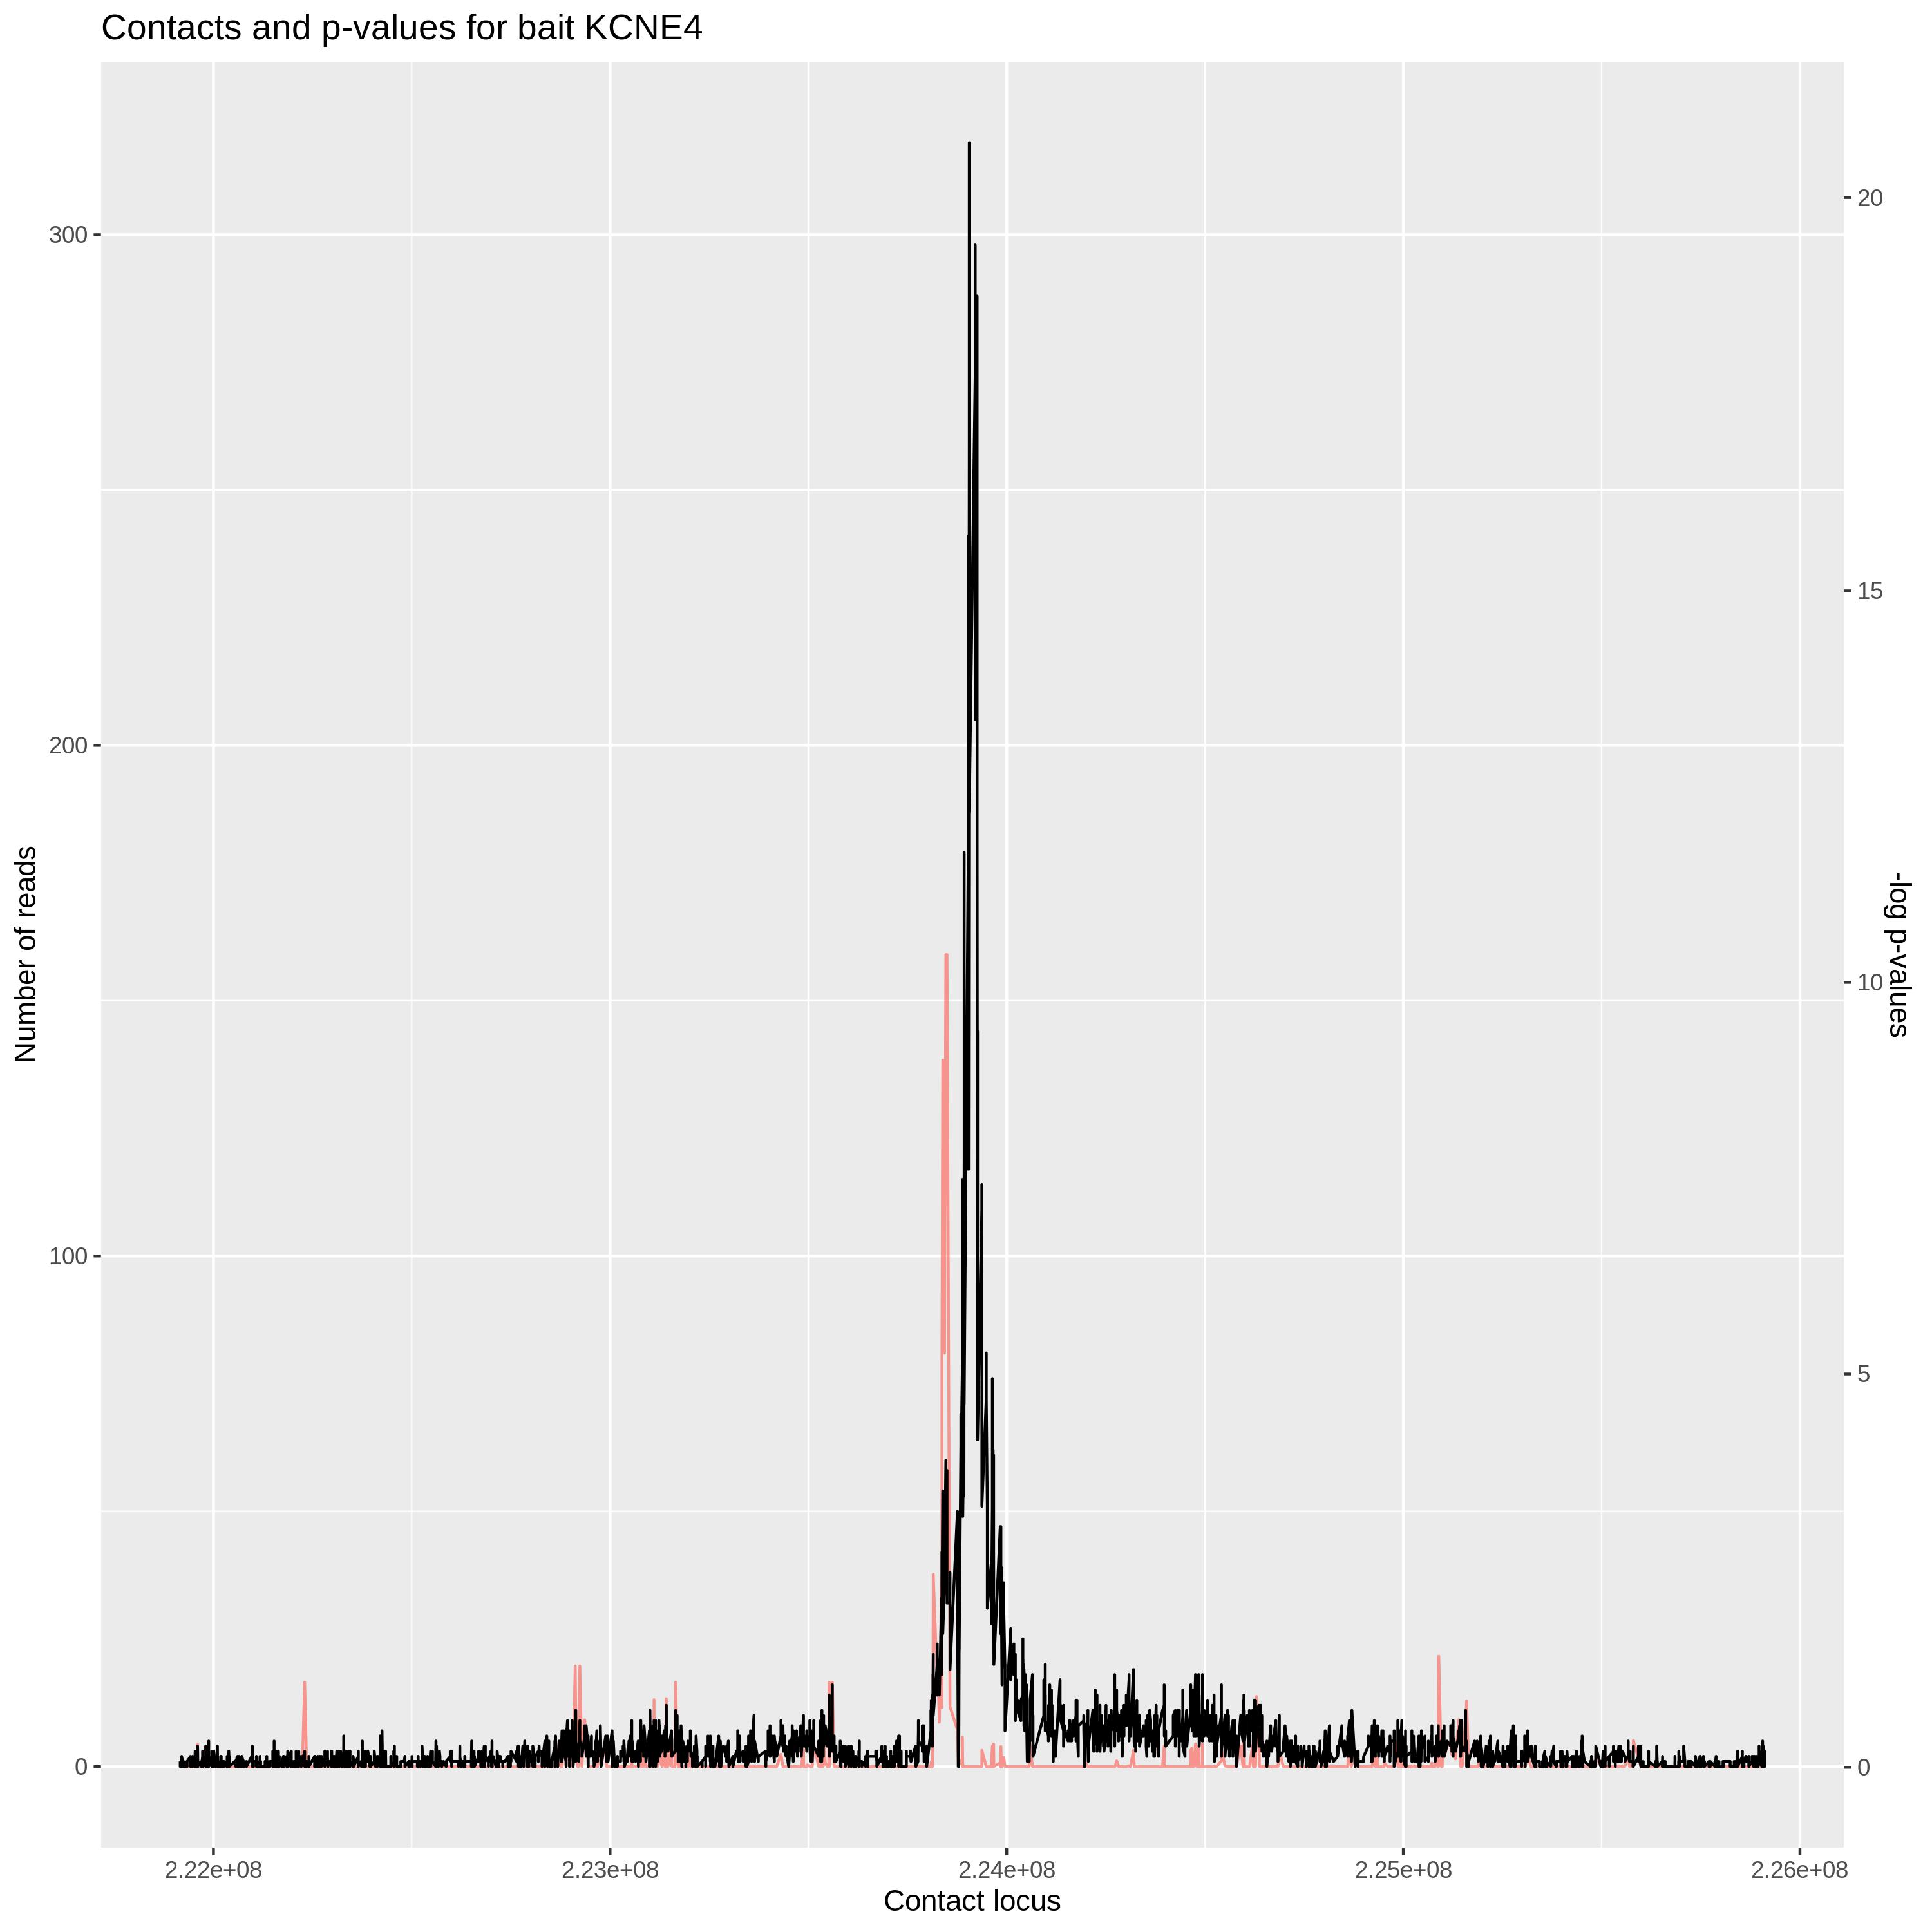 Contacts and p-values for bait KCNE4
Number of reads
300
200
100
0
20
15
10
5
0
-log p-values
2.22e+08 2.23e+08 2.24e+08 2.25e+08 2.26e+08
Contact locus